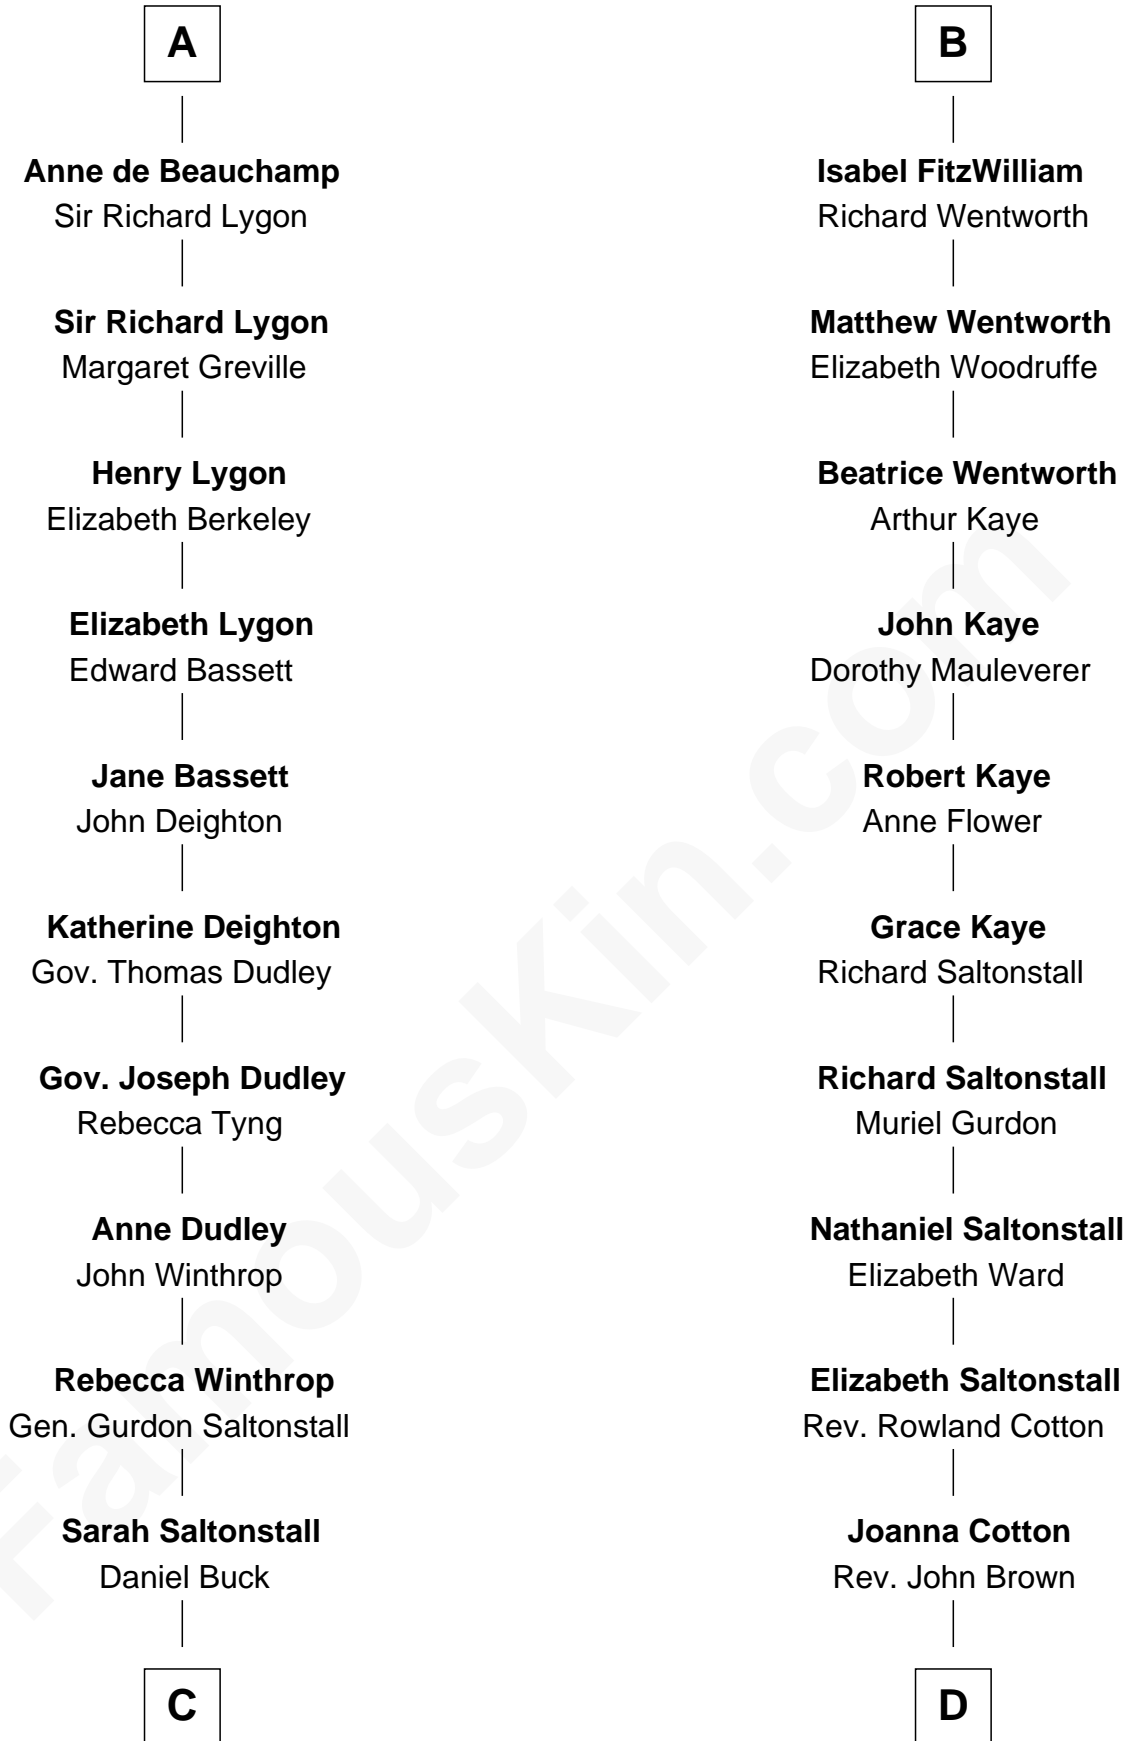 A
Anne de Beauchamp
Sir Richard Lygon
Sir Richard Lygon
Margaret Greville
Henry Lygon
Elizabeth Berkeley
Elizabeth Lygon
Edward Bassett
Jane Bassett
John Deighton
Katherine Deighton
Gov. Thomas Dudley
Gov. Joseph Dudley
Rebecca Tyng
Anne Dudley
John Winthrop
Rebecca Winthrop
Gen. Gurdon Saltonstall
Sarah Saltonstall
Daniel Buck
C
B
Isabel FitzWilliam
Richard Wentworth
Matthew Wentworth
Elizabeth Woodruffe
Beatrice Wentworth
Arthur Kaye
John Kaye
Dorothy Mauleverer
Robert Kaye
Anne Flower
Grace Kaye
Richard Saltonstall
Richard Saltonstall
Muriel Gurdon
Nathaniel Saltonstall
Elizabeth Ward
Elizabeth Saltonstall
Rev. Rowland Cotton
Joanna Cotton
Rev. John Brown
D
FamousKin.com